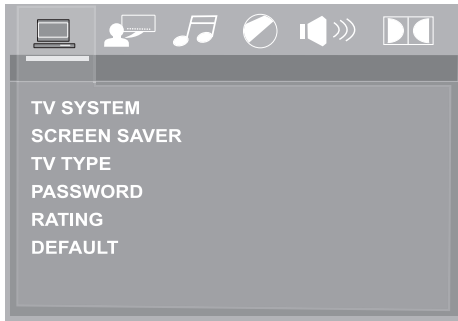 TV SYSTEM
SCREEN SAVER
TV TYPE
PASSWORD
RATING
DEFAULT